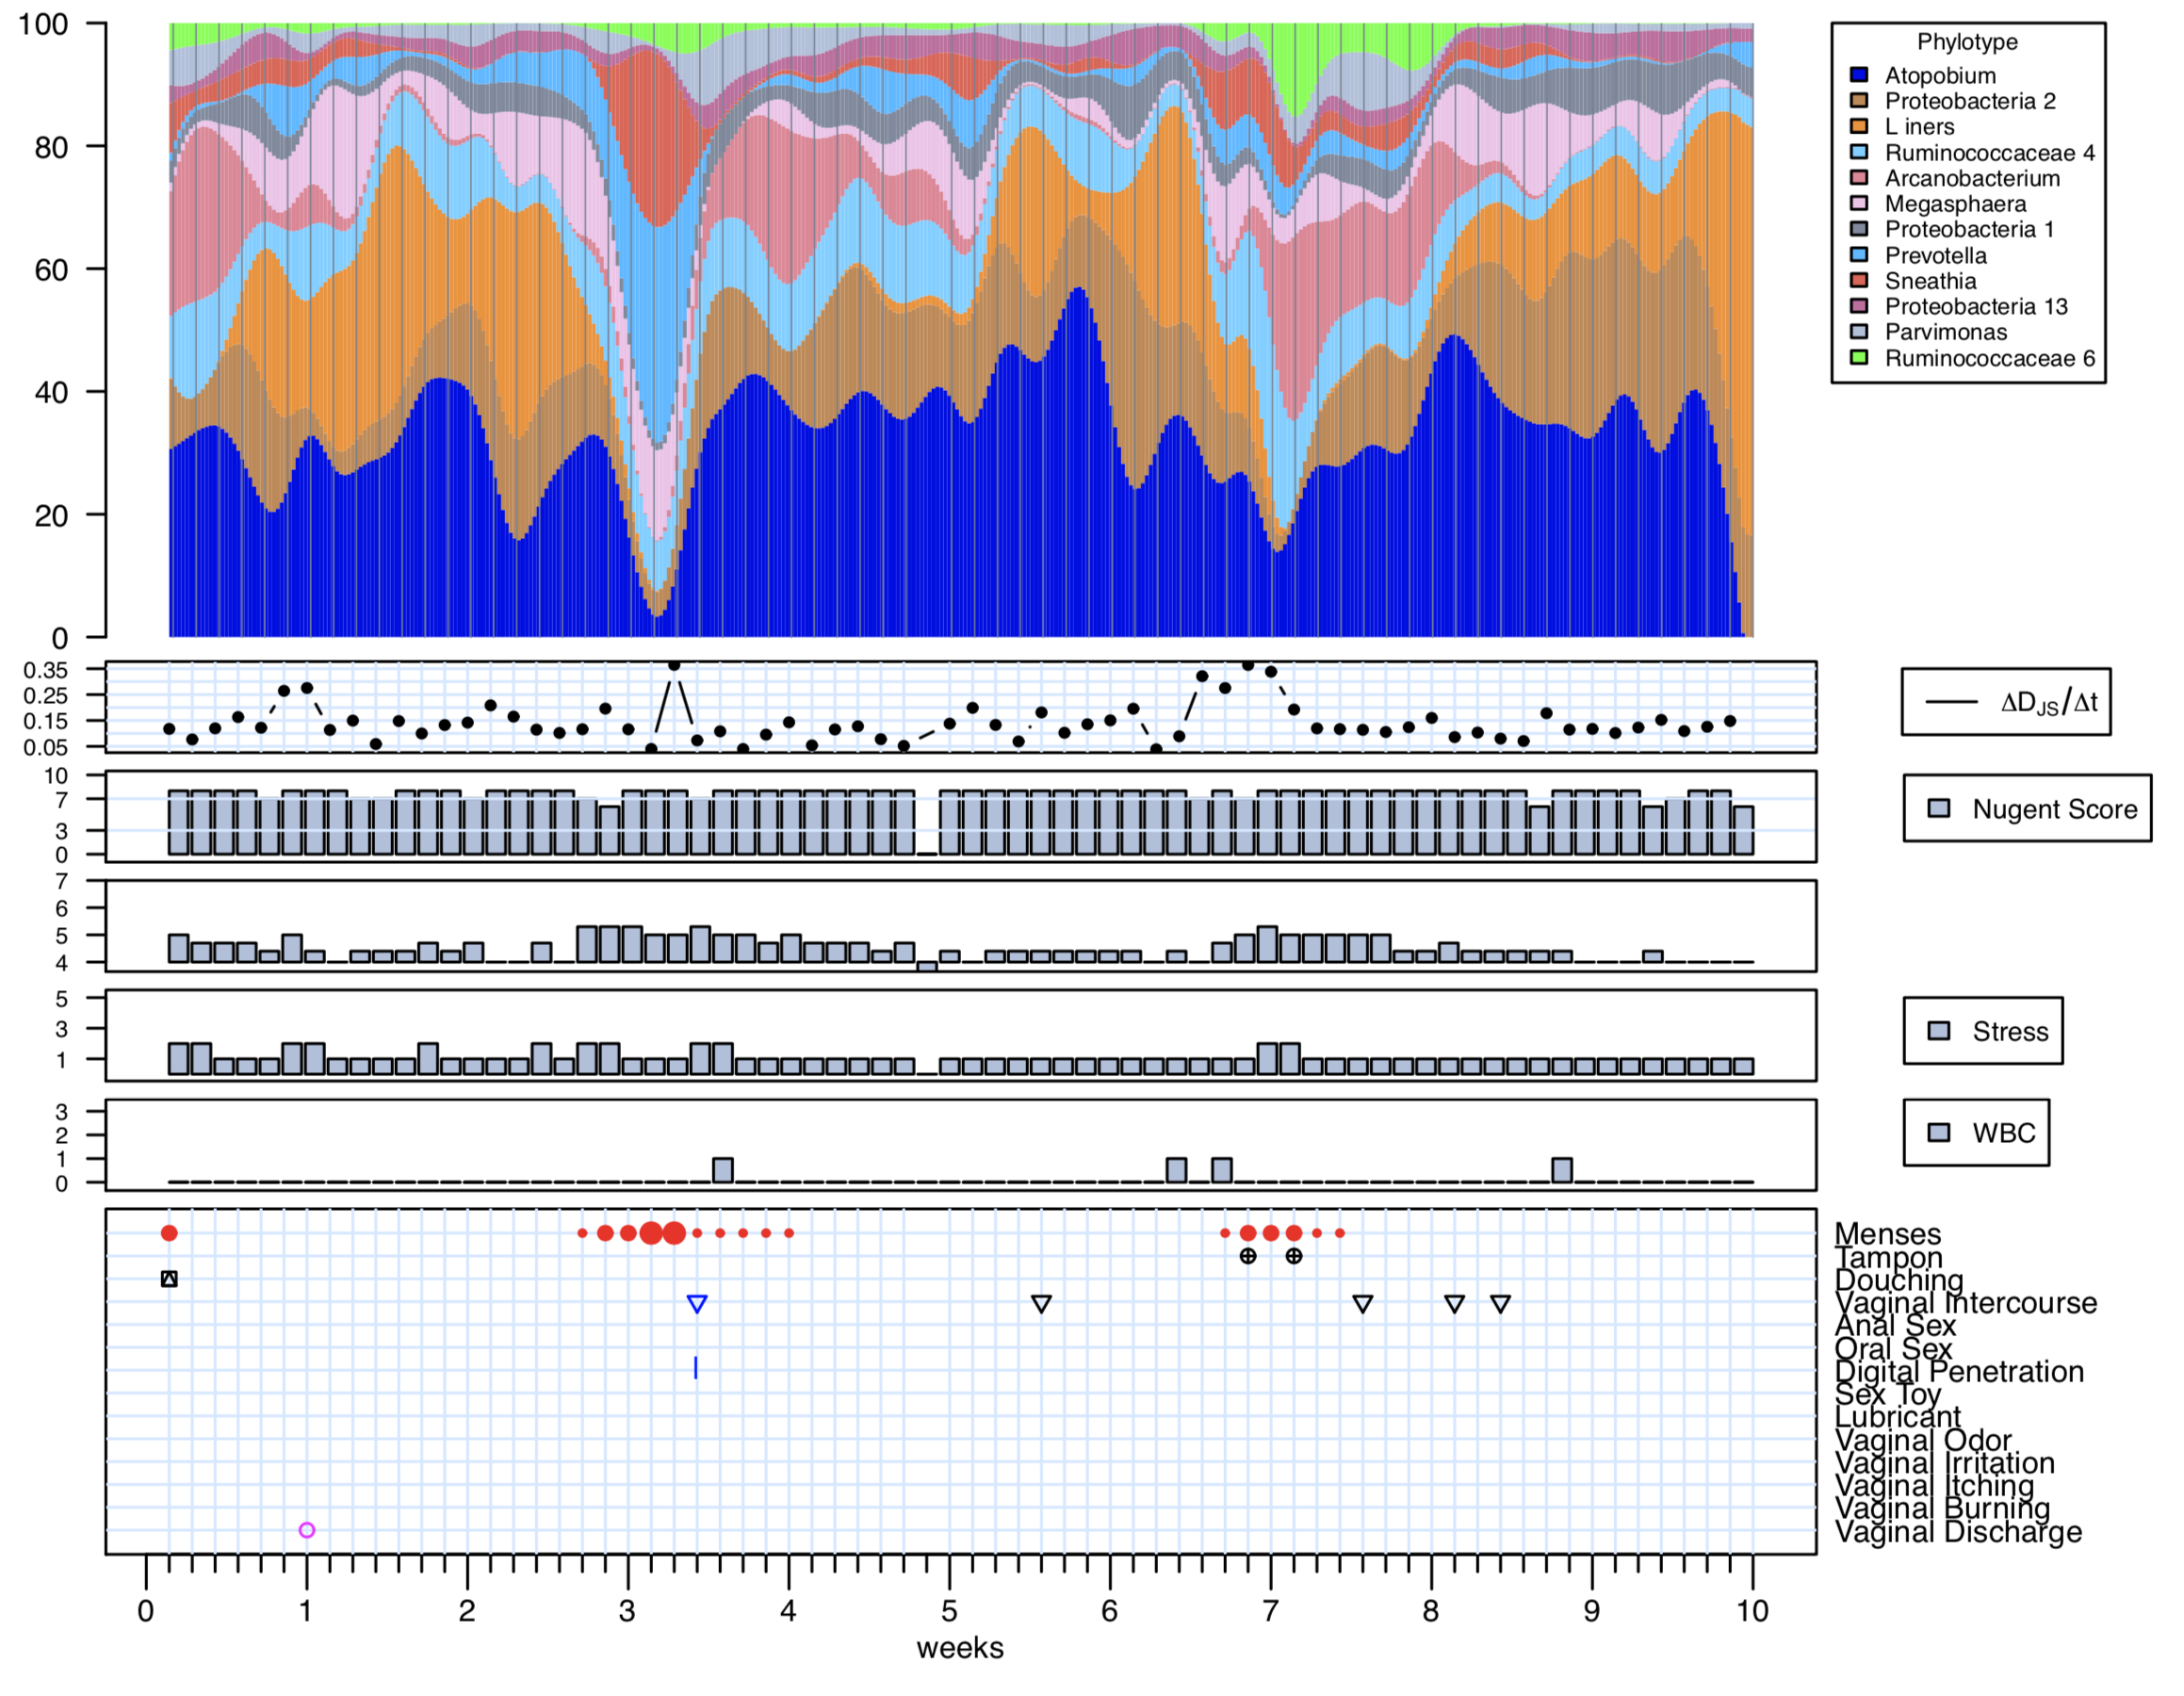 100
80
60
40
20
0
Phylotype
Atopobium
Proteobacteria 2
L iners
Ruminococcaceae 4
Arcanobacterium
Megasphaera
Proteobacteria 1
Prevotella
Sneathia
Proteobacteria 13
Parvimonas
Ruminococcaceae 6
0.35
0.25
0.15
0.05
ΔD_JS/Δt
10
7
3
0
Nugent Score
7
6
5
4
5
3
1
Stress
3
2
1
0
WBC
Menses
Tampon
Douching
Vaginal Intercourse
Anal Sex
Oral Sex
Digital Penetration
Sex Toy
Lubricant
Vaginal Odor
Vaginal Irritation
Vaginal Itching
Vaginal Burning
Vaginal Discharge
0 1 2 3 4 5 6 7 8 9 10
weeks